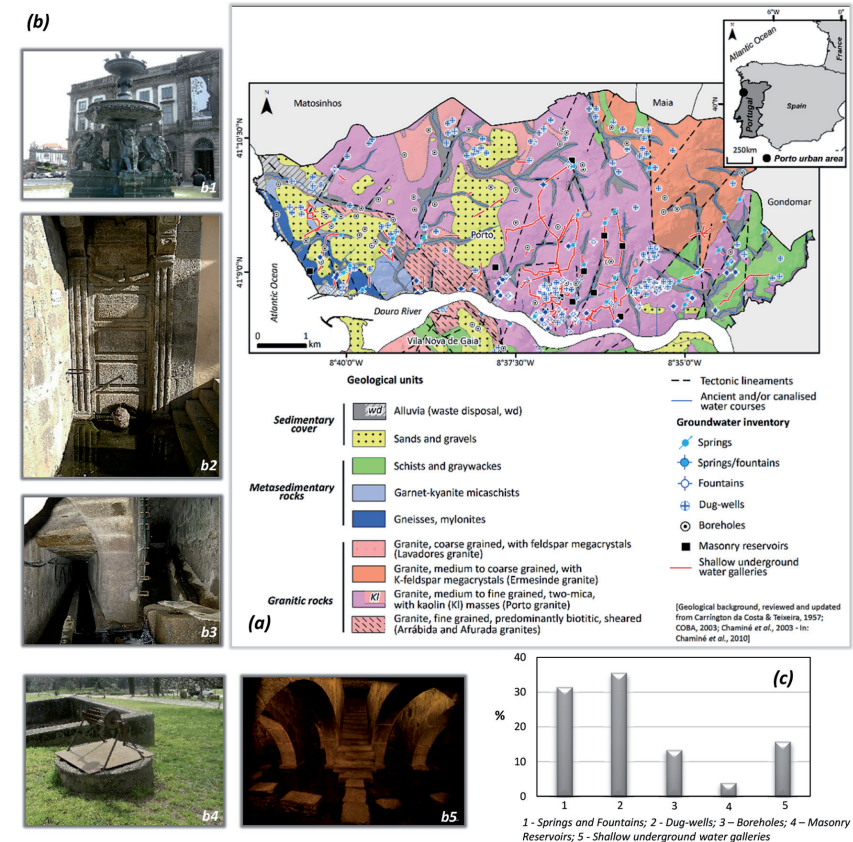 (b)
b1
b2
b3
b4
b5
(a)
Matosinhos
Maia
Gondomar
Porto
Atlantic Ocean
Douro River
Vila Nova de Gaia
N
0 1
km
41°10'30"N
41°9'0"N
8°40'0"W
8°37'30"W
8°35'0"W
6°W
0°
40°N
Atlantic Ocean
France
Spain
Portugal
N
250km
Porto urban area
Geological units
Sedimentary
cover
wd
Alluvia (waste disposal, wd)
Sands and gravels
Metasedimentary
rocks
Schists and graywackes
Garnet-kyanite micaschists
Gneisses, mylonites
Granitic rocks
Granite, coarse grained, with feldspar megacrystals
(Lavadores granite)
Granite, medium to coarse grained, with
K-feldspar megacrystals (Ermesinde granite)
Kl
Granite, medium to fine grained, two-mica,
with kaolin (Kl) masses (Porto granite)
Granite, fine grained, predominantly biotitic, sheared
(Arrábida and Afurada granites)
Tectonic lineaments
Ancient and/or canalised
water courses
Groundwater inventory
Springs
Springs/fountains
Fountains
Dug-wells
Boreholes
Masonry reservoirs
Shallow underground
water galleries
[Geological background, reviewed and updated
from Carrington da Costa & Teixeira, 1957;
COBA, 2003; Chaminé et al., 2003 - In:
Chaminé et al., 2010]
(c)
%
40
30
20
10
0
1 2 3 4 5
1 - Springs and Fountains; 2 - Dug-wells; 3 – Boreholes; 4 – Masonry
Reservoirs; 5 - Shallow underground water galleries